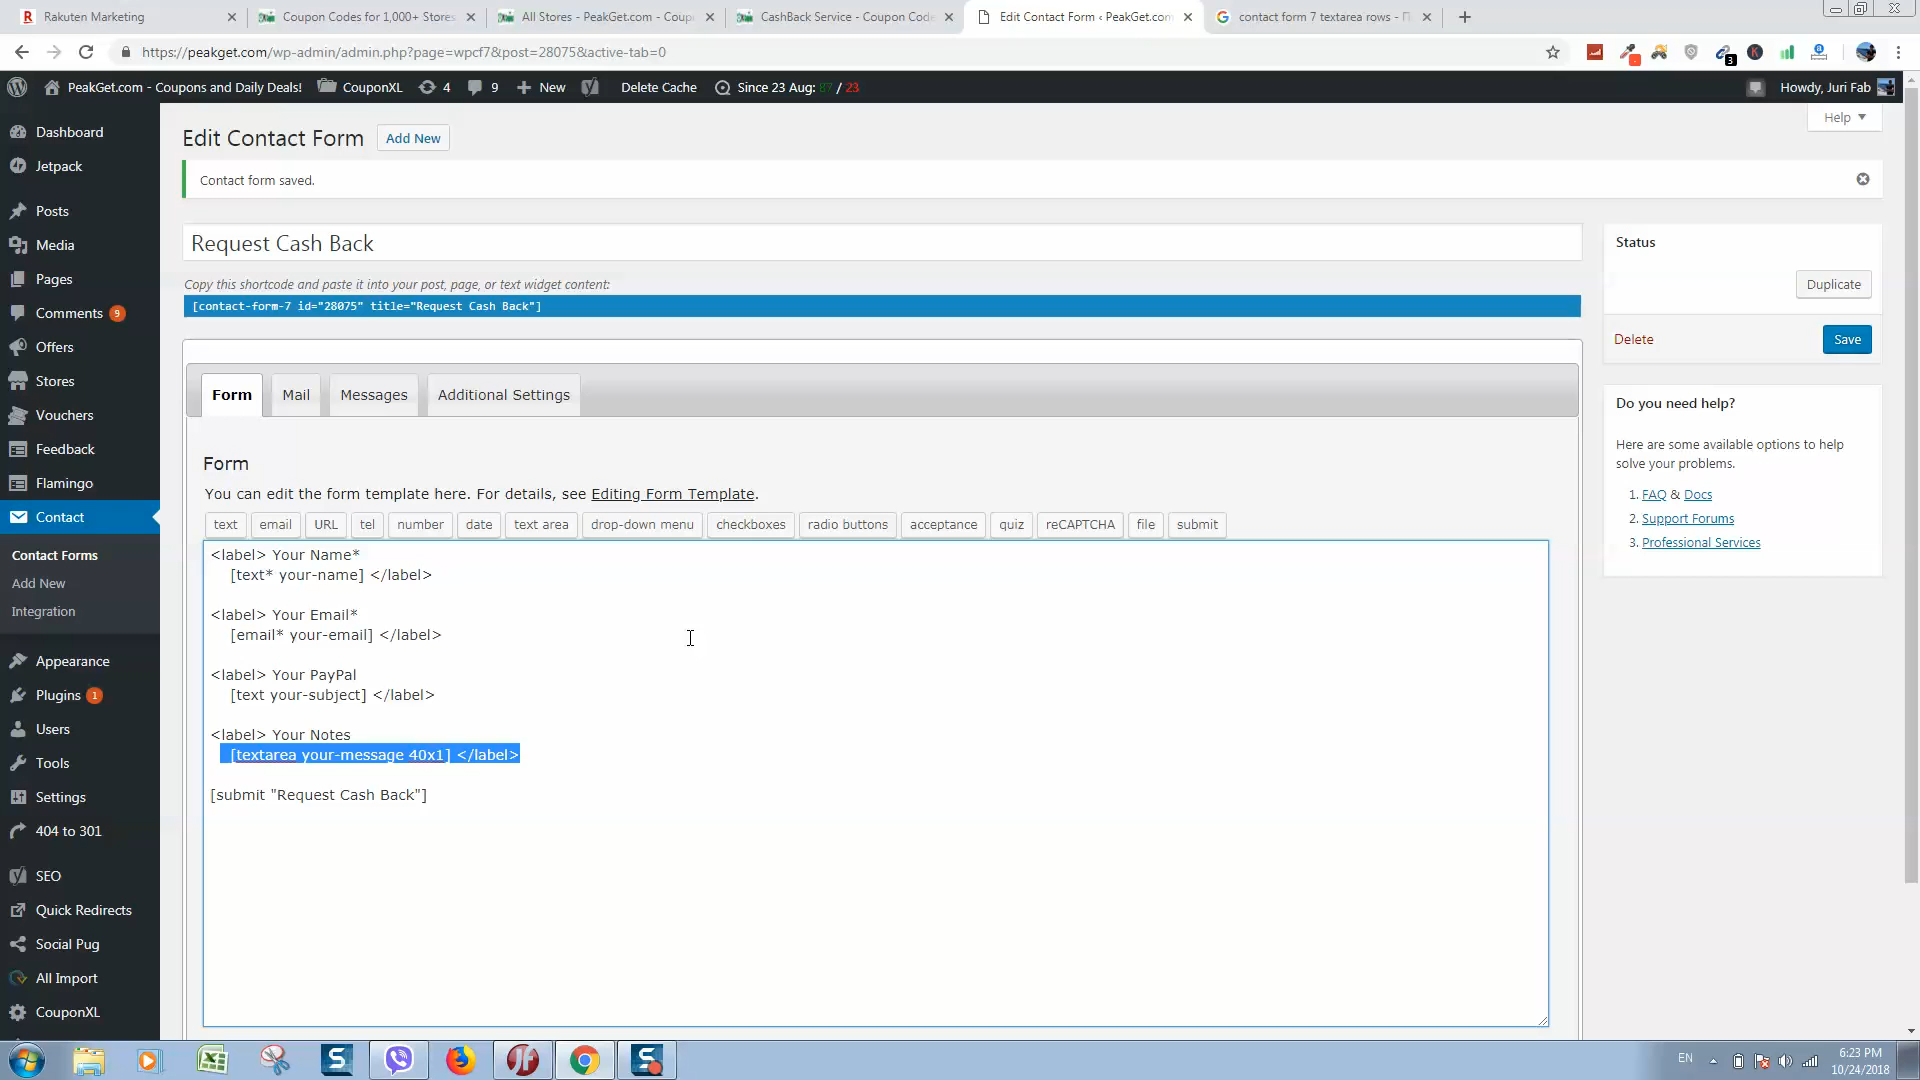 Rakuten Marketing
Coupon Codes for 1,000+ Stores
All Stores - PeakGet.com - Coup
CashBack Service - Coupon Code
Edit Contact Form ‹ PeakGet.com
contact form 7 textarea rows - П
https://peakget.com/wp-admin/admin.php?page=wpcf7&post=28075&active-tab=0
3
PeakGet.com - Coupons and Daily Deals!
CouponXL
4
9
New
Delete Cache
Since 23 Aug: 87 / 23
Howdy, Juri Fab
Help
Dashboard
Jetpack
Posts
Media
Pages
Comments 9
Offers
Stores
Vouchers
Feedback
Flamingo
Contact
Contact Forms
Add New
Integration
Appearance
Plugins 1
Users
Tools
Settings
404 to 301
SEO
Quick Redirects
Social Pug
All Import
CouponXL
Edit Contact Form
Add New
Contact form saved.
Request Cash Back
Copy this shortcode and paste it into your post, page, or text widget content:
[contact-form-7 id="28075" title="Request Cash Back"]
Form
Mail
Messages
Additional Settings
Form
You can edit the form template here. For details, see Editing Form Template.
text
email
URL
tel
number
date
text area
drop-down menu
checkboxes
radio buttons
acceptance
quiz
reCAPTCHA
file
submit
<label> Your Name*
[text* your-name] </label>
<label> Your Email*
[email* your-email] </label>
<label> Your PayPal
[text your-subject] </label>
<label> Your Notes
[textarea your-message 40x1] </label>
[submit "Request Cash Back"]
Status
Duplicate
Delete
Save
Do you need help?
Here are some available options to help
solve your problems.
1. FAQ & Docs
2. Support Forums
3. Professional Services
EN
6:23 PM
10/24/2018